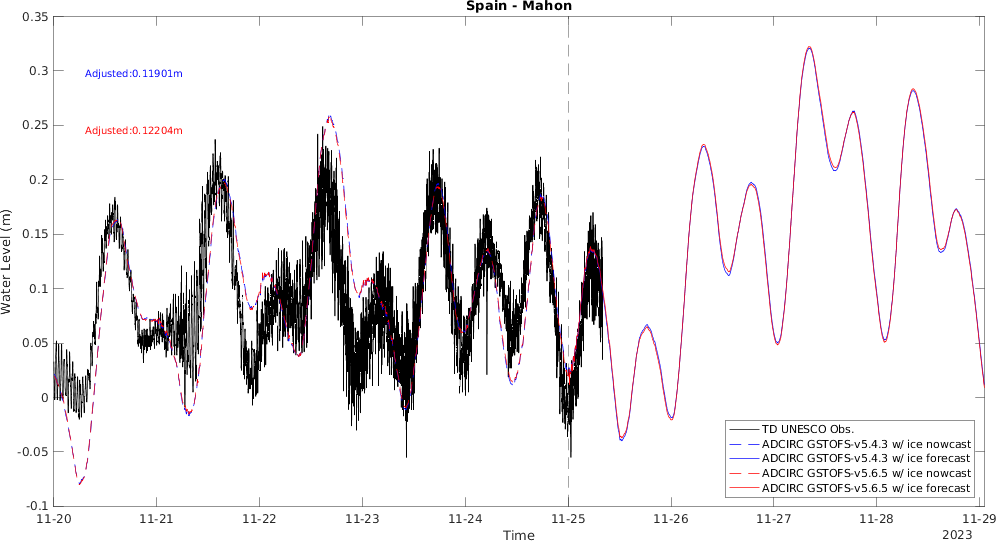 Spain - Mahon
0.35
0.3
0.25
0.2
0.15
0.1
0.05
0
-0.05
-0.1
Water Level (m)
Adjusted:0.11901m
Adjusted:0.12204m
TD UNESCO Obs.
ADCIRC GSTOFS-v5.4.3 w/ ice nowcast
ADCIRC GSTOFS-v5.4.3 w/ ice forecast
ADCIRC GSTOFS-v5.6.5 w/ ice nowcast
ADCIRC GSTOFS-v5.6.5 w/ ice forecast
11-20 11-21 11-22 11-23 11-24 11-25 11-26 11-27 11-28 11-29
Time
2023